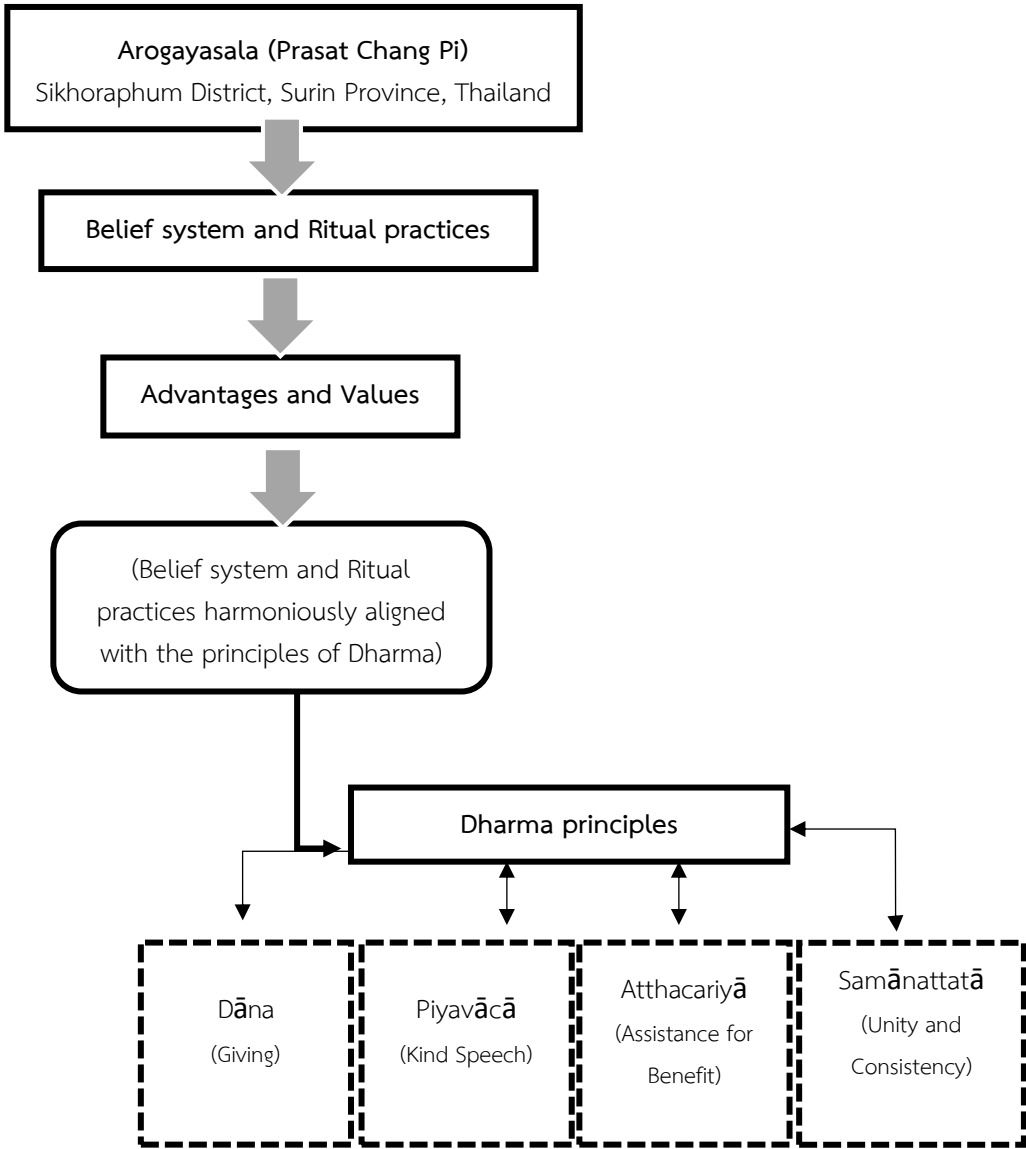 Arogayasala (Prasat Chang Pi)
Sikhoraphum District, Surin Province, Thailand
Belief system and Ritual practices
Advantages and Values
(Belief system and Ritual
practices harmoniously aligned
with the principles of Dharma)
Dharma principles
Dāna
(Giving)
Piyavācā
(Kind Speech)
Atthacariyā
(Assistance for
Benefit)
Samānattatā
(Unity and
Consistency)